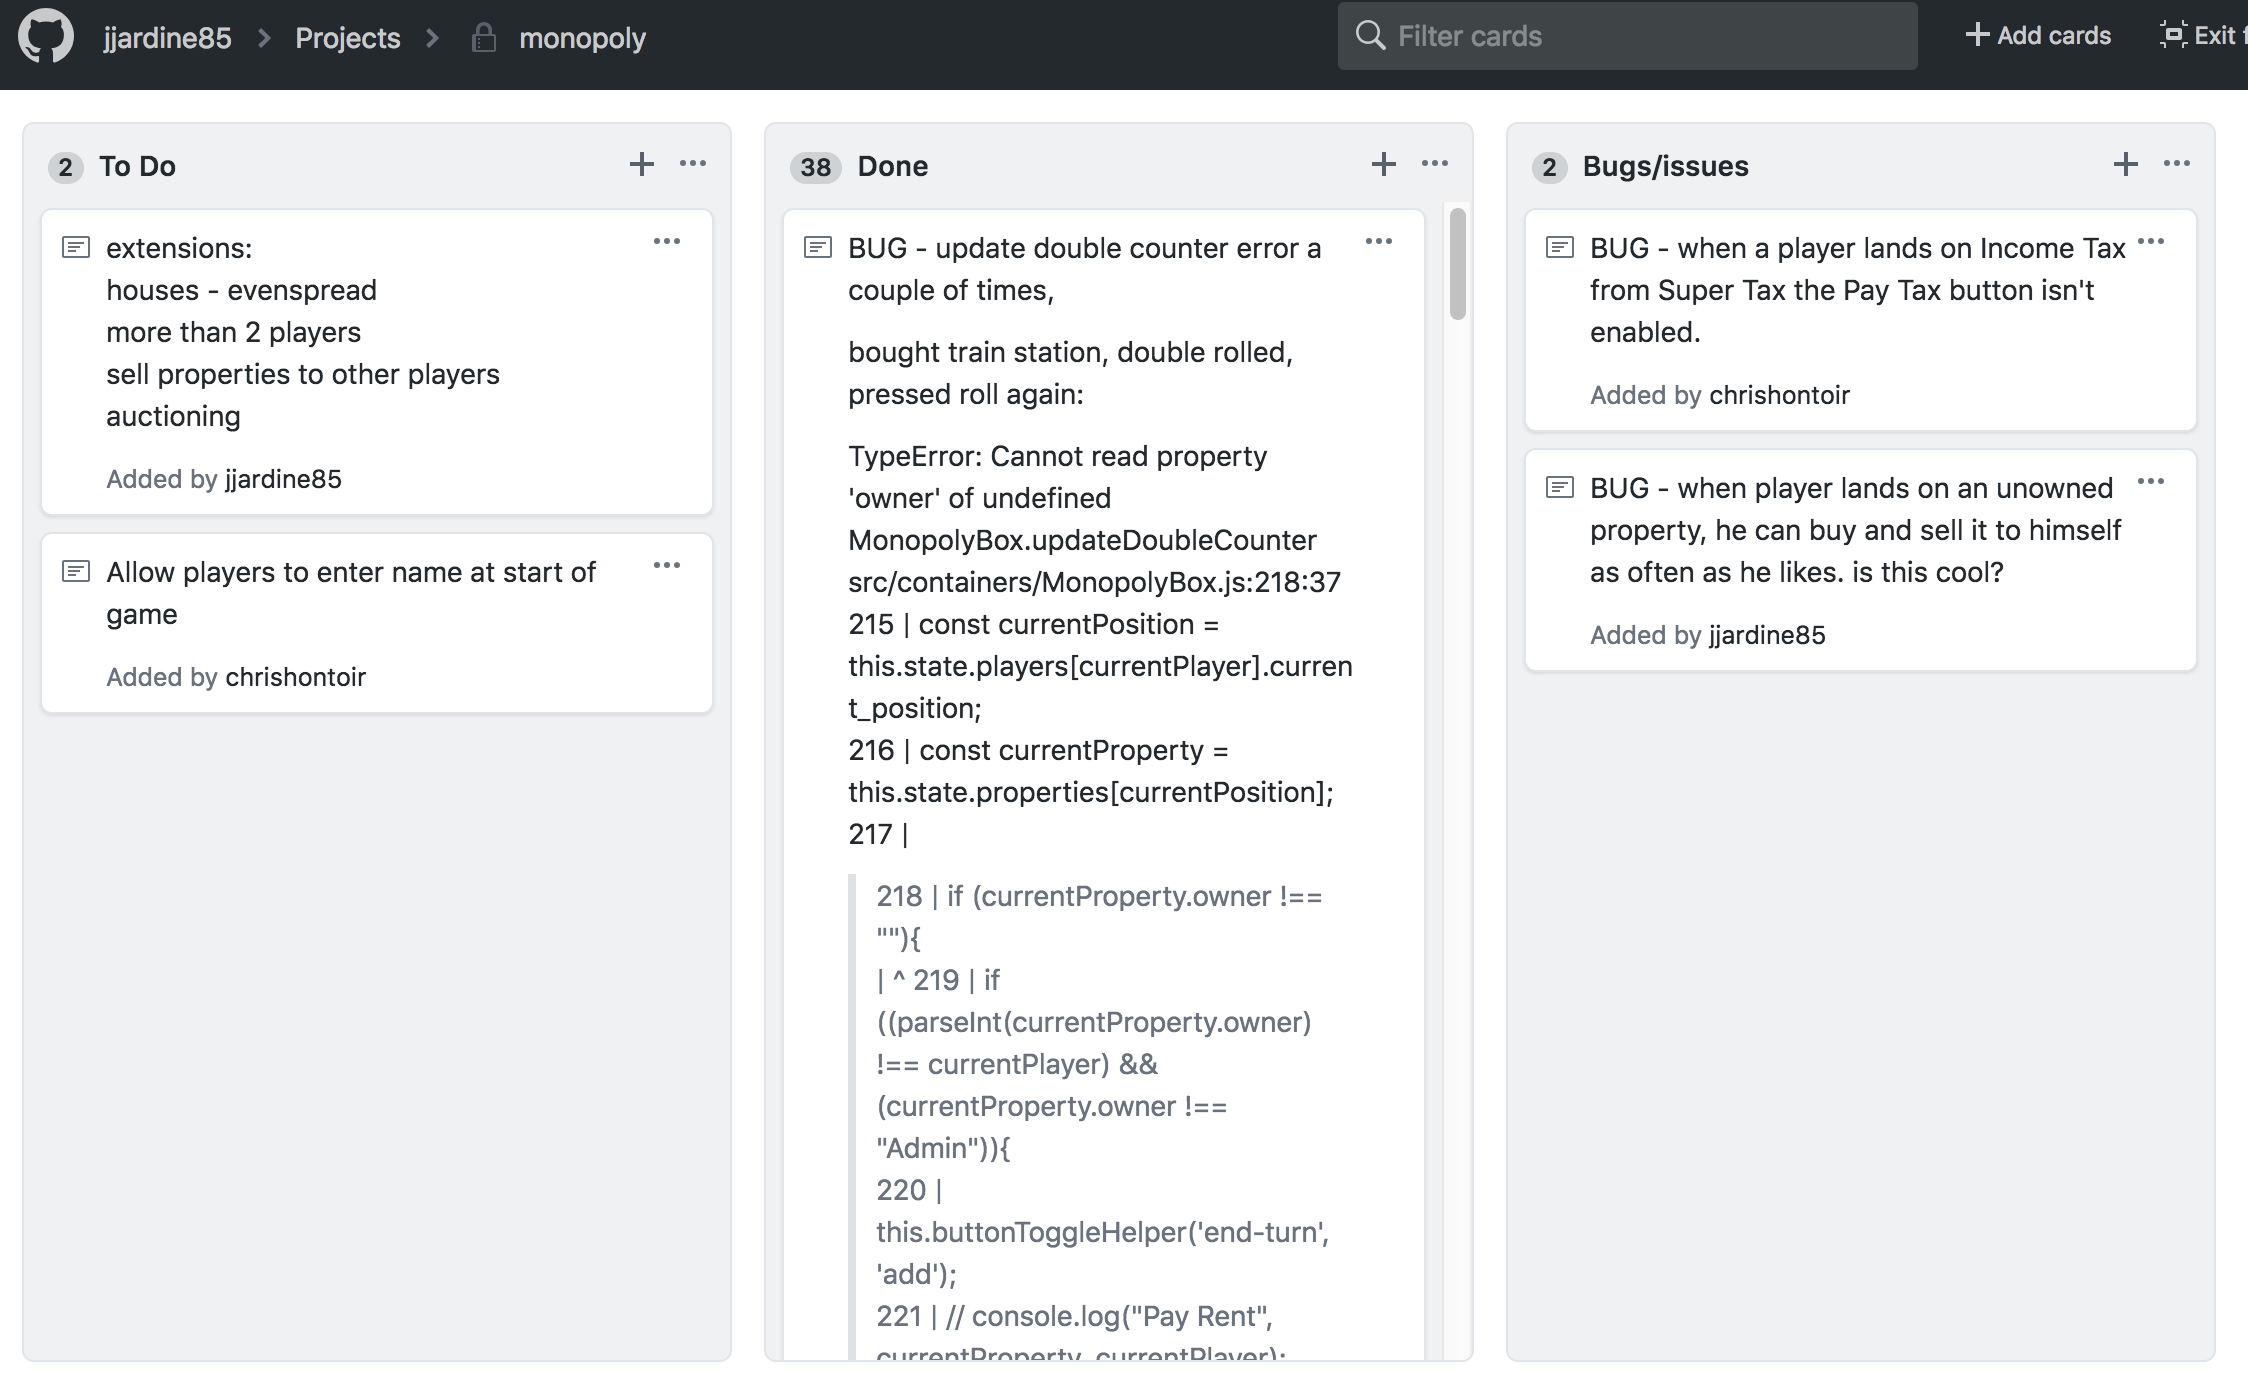 jjardine85 > Projects > monopoly
Filter cards
+ Add cards
Exit f
2 To Do
extensions:
houses - evenspread
more than 2 players
sell properties to other players
auctioning
Added by jjardine85
Allow players to enter name at start of
game
Added by chrishontoir
38 Done
BUG - update double counter error a
couple of times,
bought train station, double rolled,
pressed roll again:
TypeError: Cannot read property
'owner' of undefined
MonopolyBox.updateDoubleCounter
src/containers/MonopolyBox.js:218:37
215 | const currentPosition =
this.state.players[currentPlayer].curren
t_position;
216 | const currentProperty =
this.state.properties[currentPosition];
217 |
218 | if (currentProperty.owner !==
""){
| ^ 219 | if
((parseInt(currentProperty.owner)
!== currentPlayer) &&
(currentProperty.owner !==
"Admin")){
220 |
this.buttonToggleHelper('end-turn',
'add');
221 | // console.log("Pay Rent",
currentProperty, currentPlayer);
2 Bugs/issues
BUG - when a player lands on Income Tax
from Super Tax the Pay Tax button isn't
enabled.
Added by chrishontoir
BUG - when player lands on an unowned
property, he can buy and sell it to himself
as often as he likes. is this cool?
Added by jjardine85